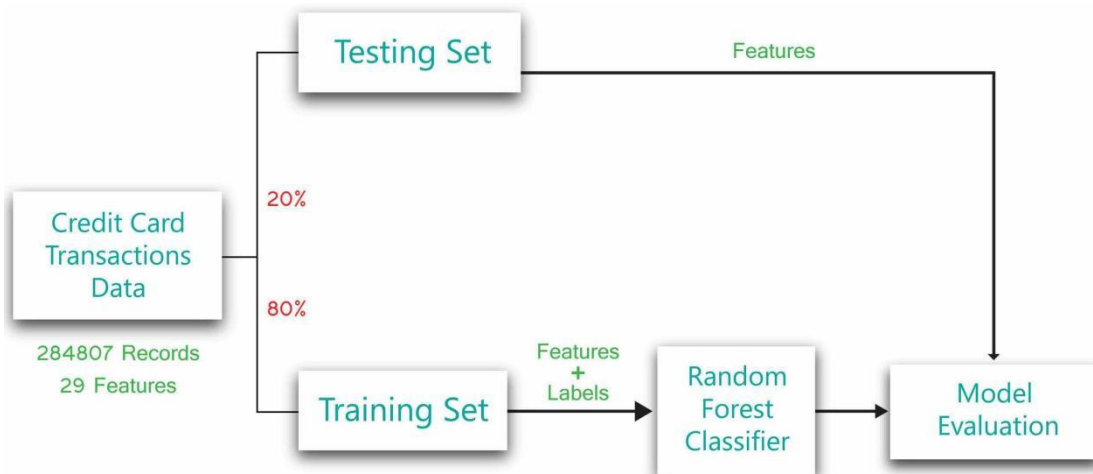 Testing Set
Features
20%
Credit Card
Transactions
Data
80%
284807 Records
29 Features
Features
+
Labels
Training Set
Random
Forest
Classifier
Model
Evaluation